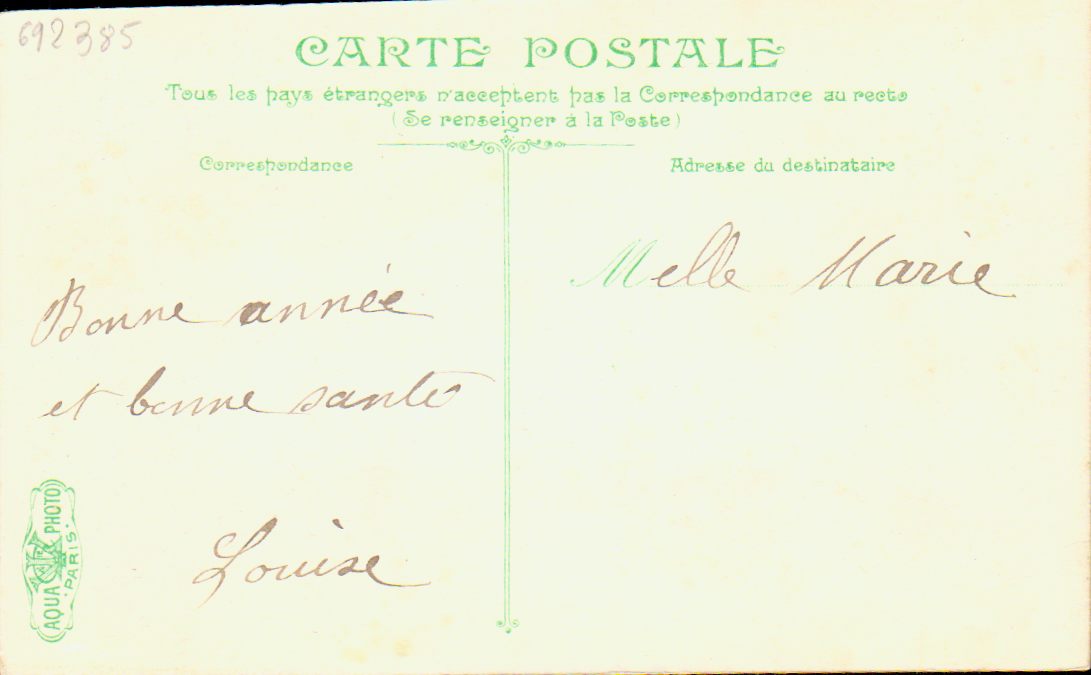 692385
CARTE POSTALE
Tous les pays étrangers n'acceptent pas la Correspondance au recto
(Se renseigner à la Poste)
Correspondance
Adresse du destinataire
Bonne année
et bonne santé
Louise
Melle Marie
AQUA PHOTO
PARIS